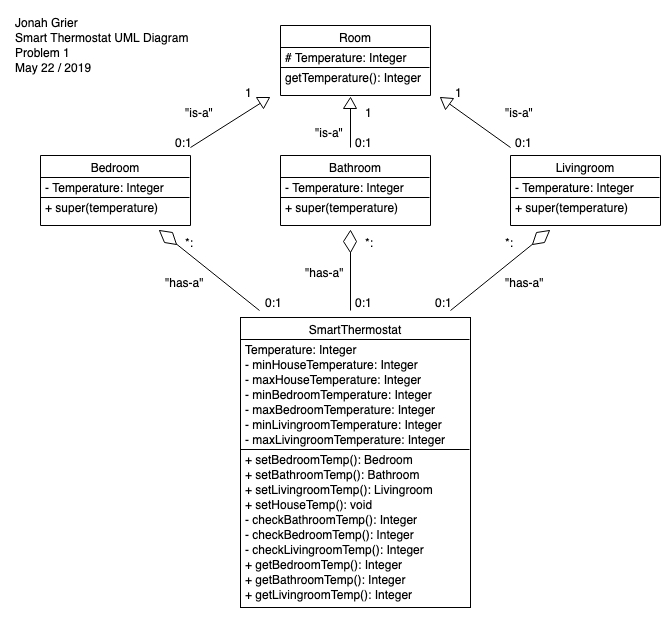 Jonah Grier
Smart Thermostat UML Diagram
Problem 1
May 22 / 2019
Room
# Temperature: Integer
getTemperature(): Integer
1
1
1
"is-a"
"is-a"
"is-a"
0:1
0:1
0:1
Bedroom
- Temperature: Integer
+ super(temperature)
Bathroom
- Temperature: Integer
+ super(temperature)
Livingroom
- Temperature: Integer
+ super(temperature)
*:
*:
*:
"has-a"
"has-a"
"has-a"
0:1
0:1
0:1
SmartThermostat
Temperature: Integer
- minHouseTemperature: Integer
- maxHouseTemperature: Integer
- minBedroomTemperature: Integer
- maxBedroomTemperature: Integer
- minLivingroomTemperature: Integer
- maxLivingroomTemperature: Integer
+ setBedroomTemp(): Bedroom
+ setBathroomTemp(): Bathroom
+ setLivingroomTemp(): Livingroom
+ setHouseTemp(): void
- checkBathroomTemp(): Integer
- checkBedroomTemp(): Integer
- checkLivingroomTemp(): Integer
+ getBedroomTemp(): Integer
+ getBathroomTemp(): Integer
+ getLivingroomTemp(): Integer